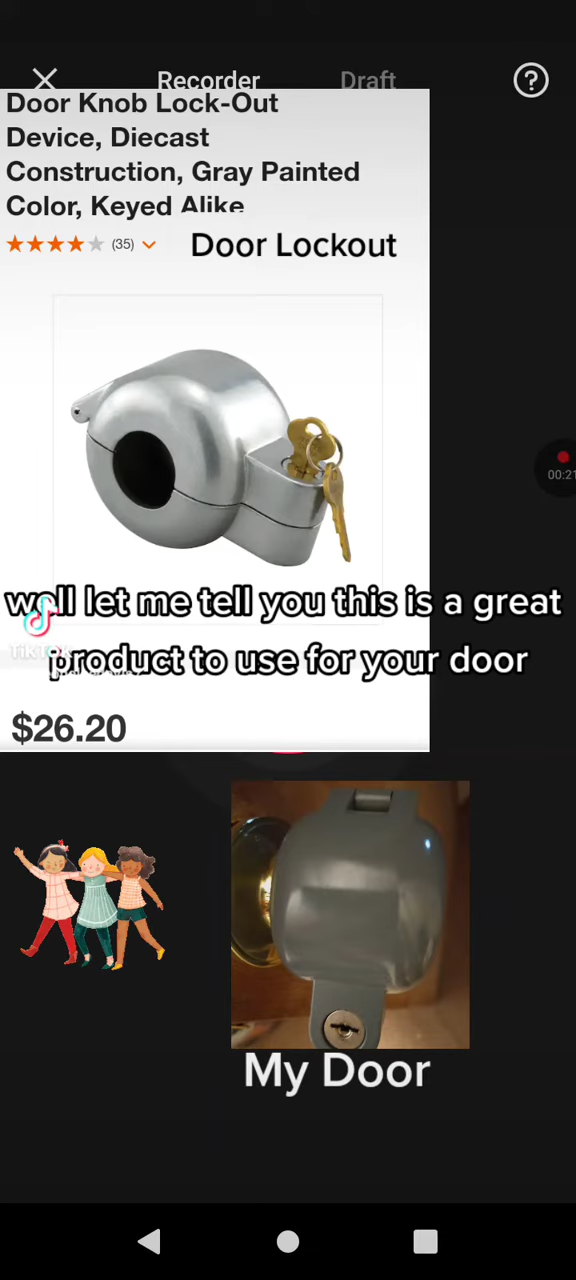 Recorder Draft ?
Door Knob Lock-Out
Device, Diecast
Construction, Gray Painted
Color, Keyed Alike
(35)
Door Lockout
00:21
well let me tell you this is a great
product to use for your door
TikTok
$26.20
My Door